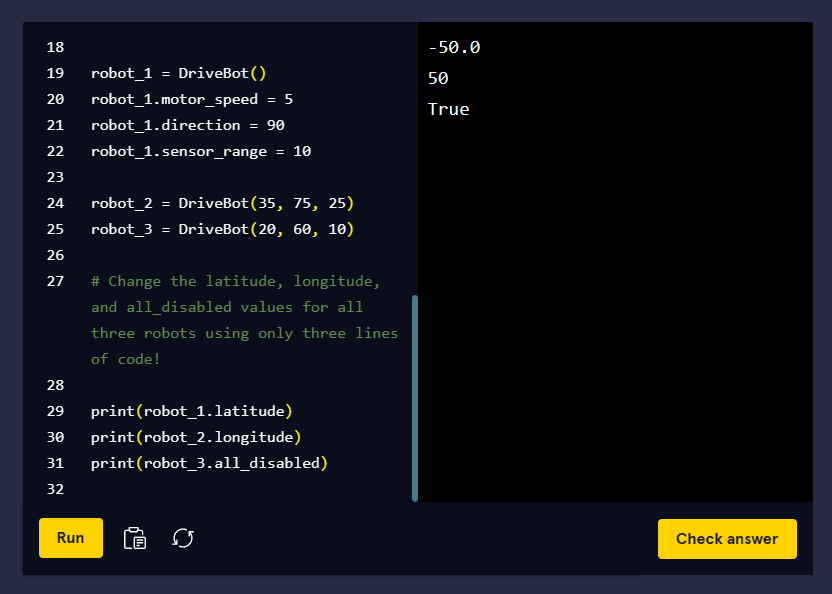 18
19 robot_1 = DriveBot()
20 robot_1.motor_speed = 5
21 robot_1.direction = 90
22 robot_1.sensor_range = 10
23
24 robot_2 = DriveBot(35, 75, 25)
25 robot_3 = DriveBot(20, 60, 10)
26
27 # Change the latitude, longitude,
and all_disabled values for all
three robots using only three lines
of code!
28
29 print(robot_1.latitude)
30 print(robot_2.longitude)
31 print(robot_3.all_disabled)
32
-50.0
50
True
Run
Check answer